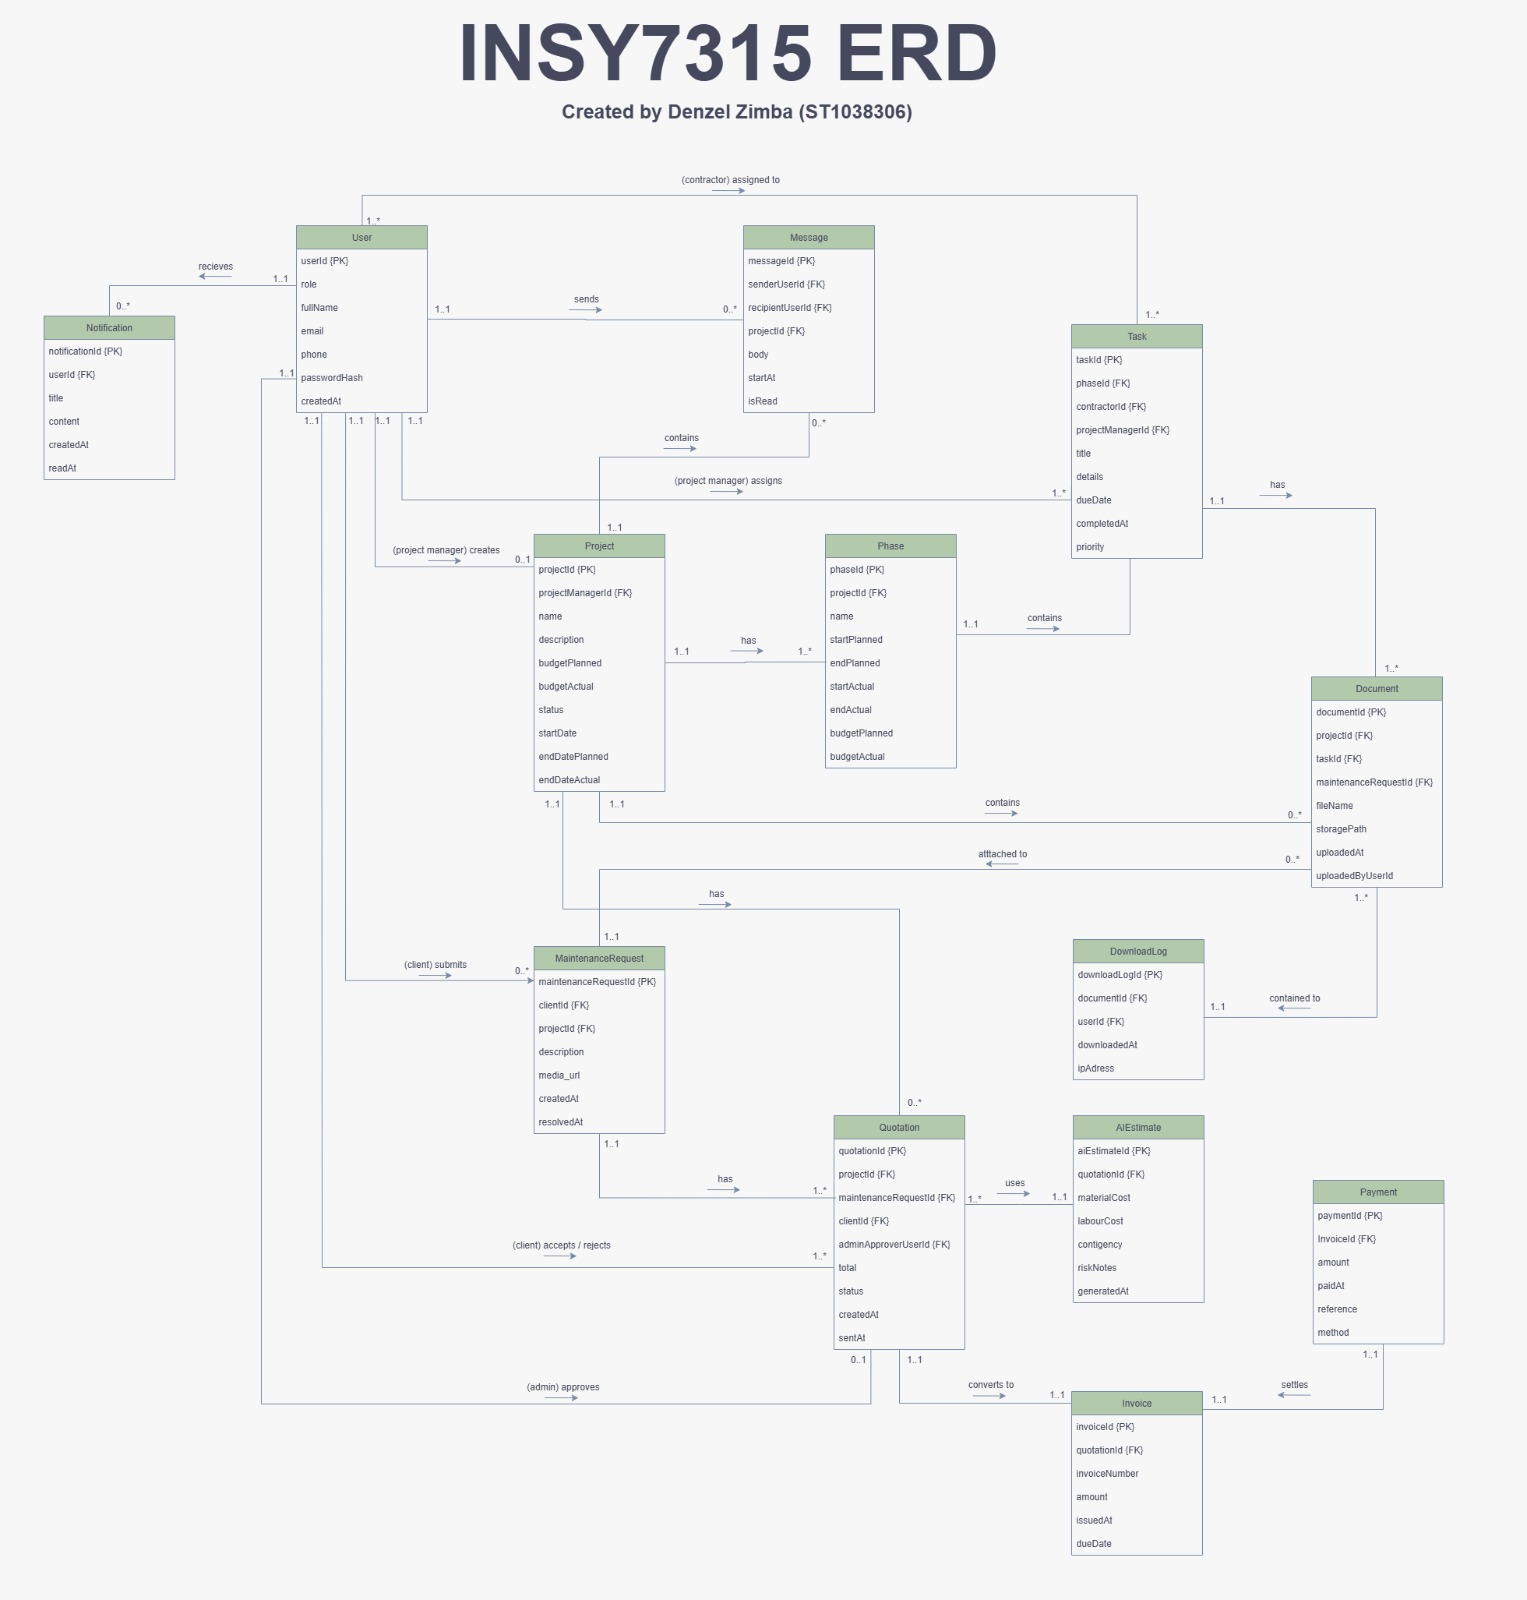 INSY7315 ERD
Created by Denzel Zimba (ST1038306)
(contractor) assigned to
1..*
User
userId {PK}
role
fullName
email
phone
passwordHash
createdAt
recieves
1..1
0..*
Notification
notificationId {PK}
userId {FK}
title
content
createdAt
readAt
1..1
sends
0..*
Message
messageId {PK}
senderUserId {FK}
recipientUserId {FK}
projectId {FK}
body
startAt
isRead
1..*
Task
taskId {PK}
phaseId {FK}
contractorId {FK}
projectManagerId {FK}
title
details
dueDate
completedAt
priority
1..1
1..1
1..1
1..1
1..1
0..*
contains
1..1
(project manager) assigns
1..*
1..1
has
1..*
(project manager) creates
0..1
Project
projectId {PK}
projectManagerId {FK}
name
description
budgetPlanned
budgetActual
status
startDate
endDatePlanned
endDateActual
1..1
has
1..*
Phase
phaseId {PK}
projectId {FK}
name
startPlanned
endPlanned
startActual
endActual
budgetPlanned
budgetActual
1..1
contains
Document
documentId {PK}
projectId {FK}
taskId {FK}
maintenanceRequestId {FK}
fileName
storagePath
uploadedAt
uploadedByUserId
1..1
1..1
contains
0..*
atttached to
0..*
has
1..1
1..*
(client) submits
0..*
MaintenanceRequest
maintenanceRequestId {PK}
clientId {FK}
projectId {FK}
description
media_url
createdAt
resolvedAt
DownloadLog
downloadLogId {PK}
documentId {FK}
userId {FK}
downloadedAt
ipAdress
1..1
contained to
0..*
1..1
has
1..*
Quotation
quotationId {PK}
projectId {FK}
maintenanceRequestId {FK}
clientId {FK}
adminApproverUserId {FK}
total
status
createdAt
sentAt
1..*
uses
1..1
AIEstimate
aiEstimateId {PK}
quotationId {FK}
materialCost
labourCost
contigency
riskNotes
generatedAt
Payment
paymentId {PK}
InvoiceId {FK}
amount
paidAt
reference
method
(client) accepts / rejects
1..*
0..1
1..1
1..1
(admin) approves
converts to
1..1
1..1
settles
Invoice
invoiceId {PK}
quotationId {FK}
invoiceNumber
amount
issuedAt
dueDate